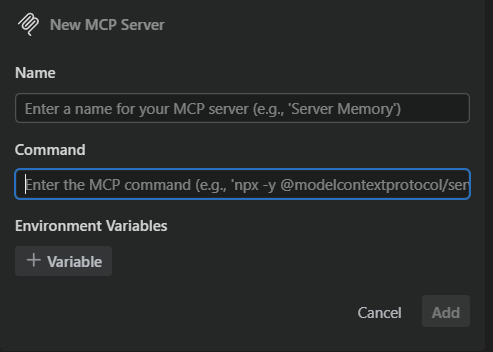 New MCP Server
Name
Enter a name for your MCP server (e.g., 'Server Memory')
Command
Enter the MCP command (e.g., 'npx -y @modelcontextprotocol/ser
Environment Variables
+ Variable
Cancel Add